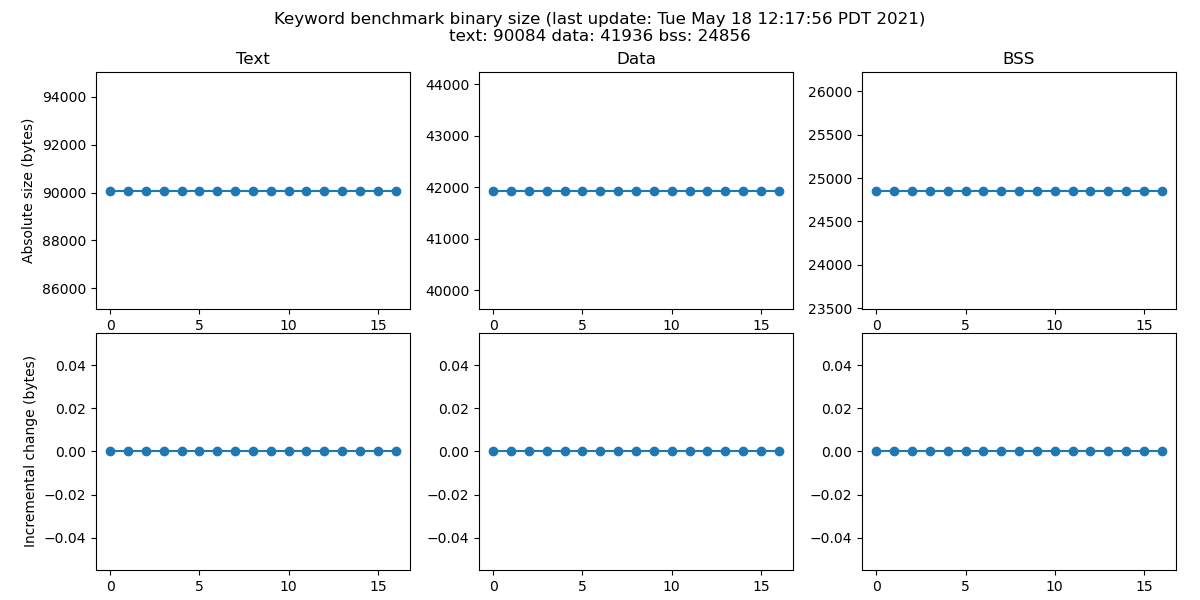 Keyword benchmark binary size (last update: Tue May 18 12:17:56 PDT 2021)
text: 90084 data: 41936 bss: 24856
Text
Data
BSS
Absolute size (bytes)
94000
92000
90000
88000
86000
0 5 10 15
44000
43000
42000
41000
40000
0 5 10 15
26000
25500
25000
24500
24000
23500
0 5 10 15
Incremental change (bytes)
0.04
0.02
0.00
−0.02
−0.04
0 5 10 15
0.04
0.02
0.00
−0.02
−0.04
0 5 10 15
0.04
0.02
0.00
−0.02
−0.04
0 5 10 15